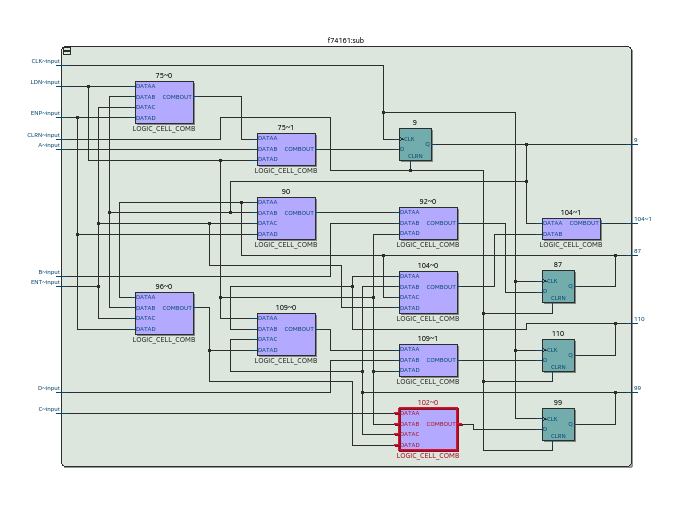 f74161:sub
CLK~input
LDN~input
ENP~input
CLRN~input
A~input
B~input
ENT~input
D~input
C~input
75~0
DATAA
DATAB
DATAC
DATAD
COMBOUT
LOGIC_CELL_COMB
75~1
DATAA
DATAB
DATAD
COMBOUT
LOGIC_CELL_COMB
9
CLK
D
CLRN
Q
9
90
DATAA
DATAB
DATAC
DATAD
COMBOUT
LOGIC_CELL_COMB
92~0
DATAA
DATAB
DATAD
COMBOUT
LOGIC_CELL_COMB
104~1
DATAA
DATAB
COMBOUT
LOGIC_CELL_COMB
104~1
87
CLK
D
CLRN
Q
87
96~0
DATAA
DATAB
DATAC
DATAD
COMBOUT
LOGIC_CELL_COMB
104~0
DATAA
DATAB
DATAC
DATAD
COMBOUT
LOGIC_CELL_COMB
109~0
DATAA
DATAB
DATAC
DATAD
COMBOUT
LOGIC_CELL_COMB
109~1
DATAA
DATAB
DATAD
COMBOUT
LOGIC_CELL_COMB
110
CLK
D
CLRN
Q
110
102~0
DATAA
DATAB
DATAC
DATAD
COMBOUT
LOGIC_CELL_COMB
99
CLK
D
CLRN
Q
99